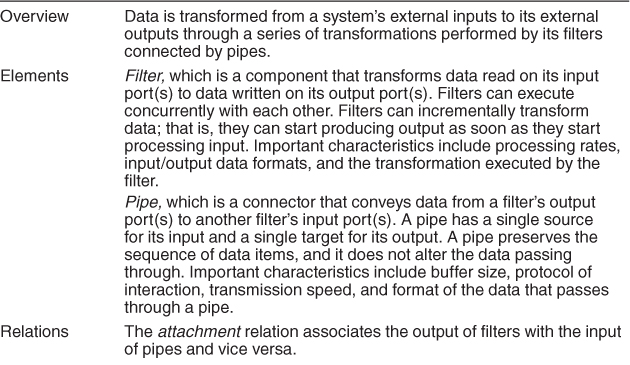 Overview Data is transformed from a system’s external inputs to its external
outputs through a series of transformations performed by its filters
connected by pipes.
Elements Filter, which is a component that transforms data read on its input
port(s) to data written on its output port(s). Filters can execute
concurrently with each other. Filters can incrementally transform
data; that is, they can start producing output as soon as they start
processing input. Important characteristics include processing rates,
input/output data formats, and the transformation executed by the
filter.
Pipe, which is a connector that conveys data from a filter’s output
port(s) to another filter’s input port(s). A pipe has a single source
for its input and a single target for its output. A pipe preserves the
sequence of data items, and it does not alter the data passing
through. Important characteristics include buffer size, protocol of
interaction, transmission speed, and format of the data that passes
through a pipe.
Relations The attachment relation associates the output of filters with the input
of pipes and vice versa.